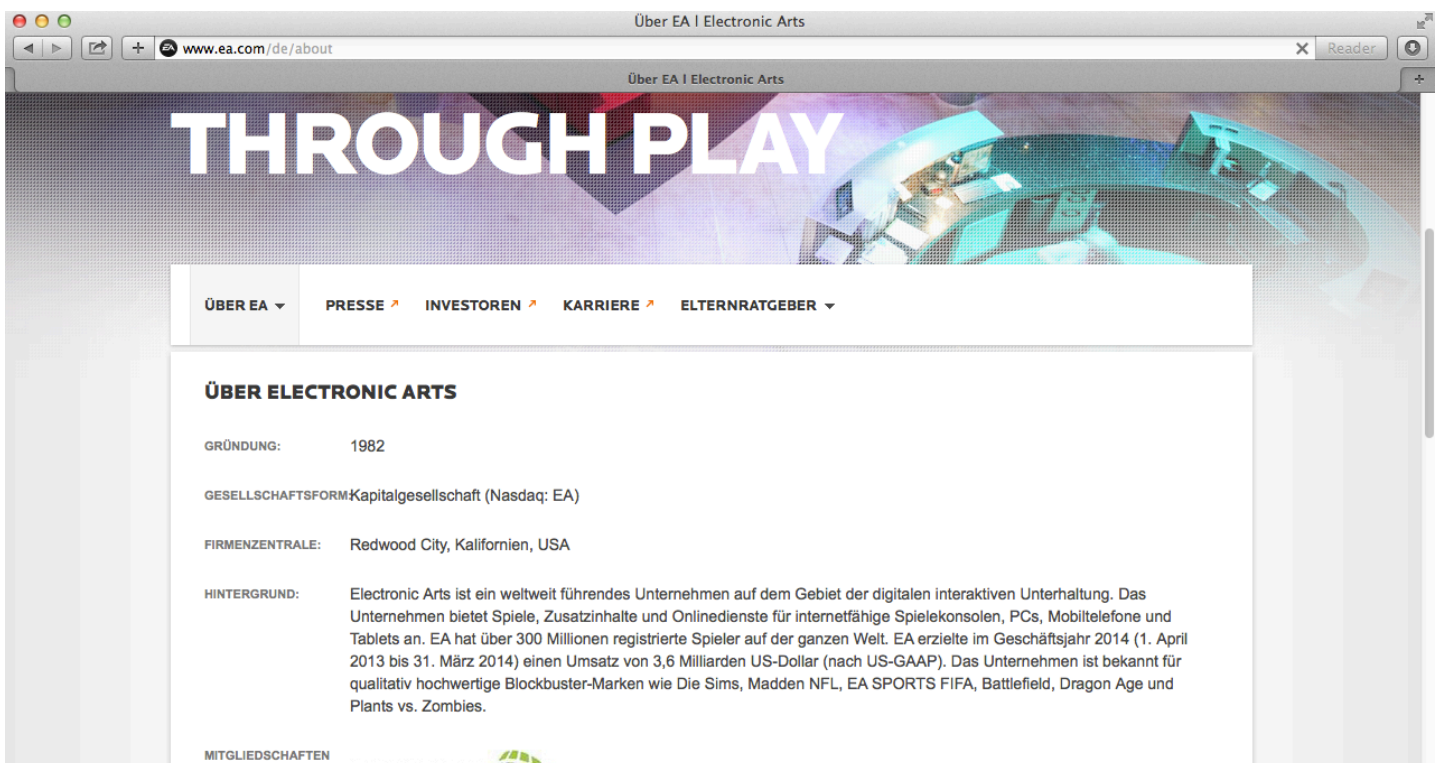 Über EA | Electronic Arts
www.ea.com/de/about
Reader
Über EA | Electronic Arts
THROUGH PLAY
ÜBER EA
PRESSE
INVESTOREN
KARRIERE
ELTERNRATGEBER
ÜBER ELECTRONIC ARTS
GRÜNDUNG: 1982
GESELLSCHAFTSFORM: Kapitalgesellschaft (Nasdaq: EA)
FIRMENZENTRALE: Redwood City, Kalifornien, USA
HINTERGRUND: Electronic Arts ist ein weltweit führendes Unternehmen auf dem Gebiet der digitalen interaktiven Unterhaltung. Das
Unternehmen bietet Spiele, Zusatzinhalte und Onlinedienste für internetfähige Spielekonsolen, PCs, Mobiltelefone und
Tablets an. EA hat über 300 Millionen registrierte Spieler auf der ganzen Welt. EA erzielte im Geschäftsjahr 2014 (1. April
2013 bis 31. März 2014) einen Umsatz von 3,6 Milliarden US-Dollar (nach US-GAAP). Das Unternehmen ist bekannt für
qualitativ hochwertige Blockbuster-Marken wie Die Sims, Madden NFL, EA SPORTS FIFA, Battlefield, Dragon Age und
Plants vs. Zombies.
MITGLIEDSCHAFTEN